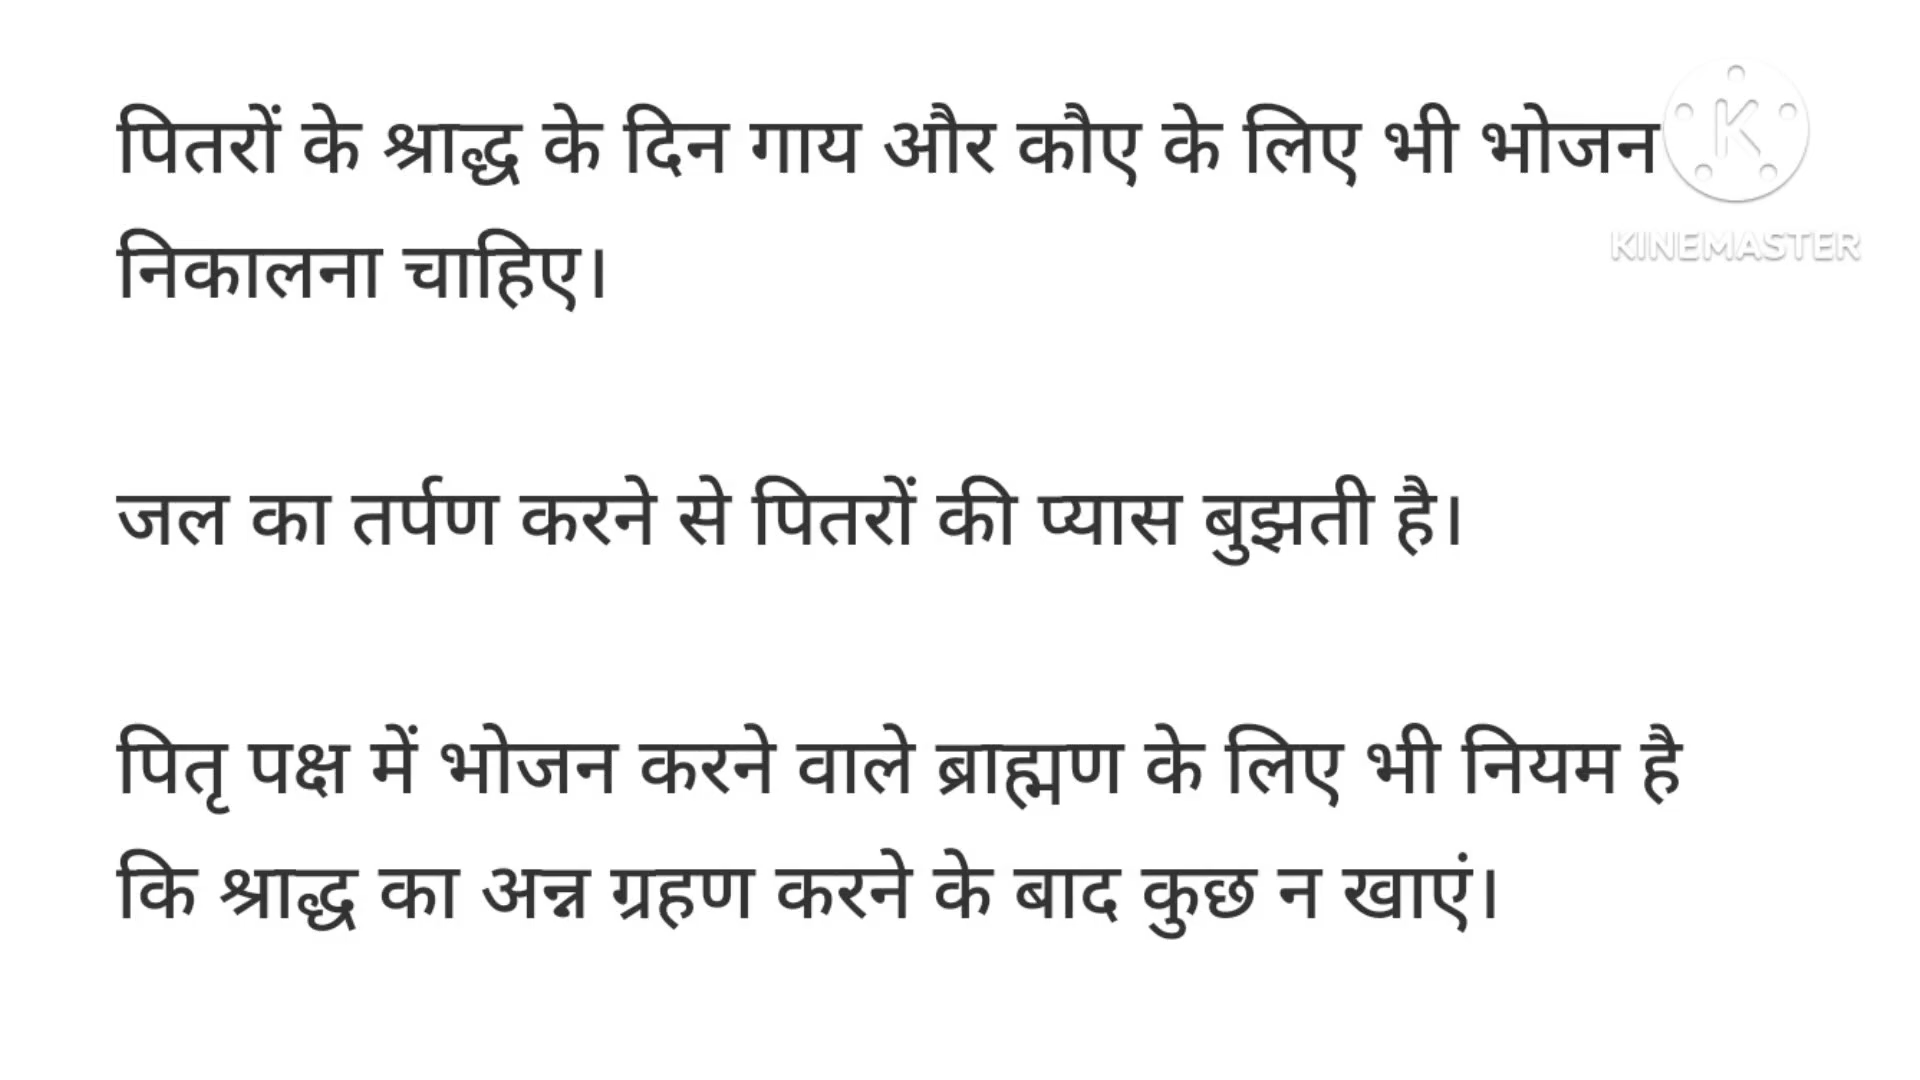 पितरों के श्राद्ध के दिन गाय और कौए के लिए भी भोजन
निकालना चाहिए।
KINEMASTER
जल का तर्पण करने से पितरों की प्यास बुझती है।
पितृ पक्ष में भोजन करने वाले ब्राह्मण के लिए भी नियम है
कि श्राद्ध का अन्न ग्रहण करने के बाद कुछ न खाएं।